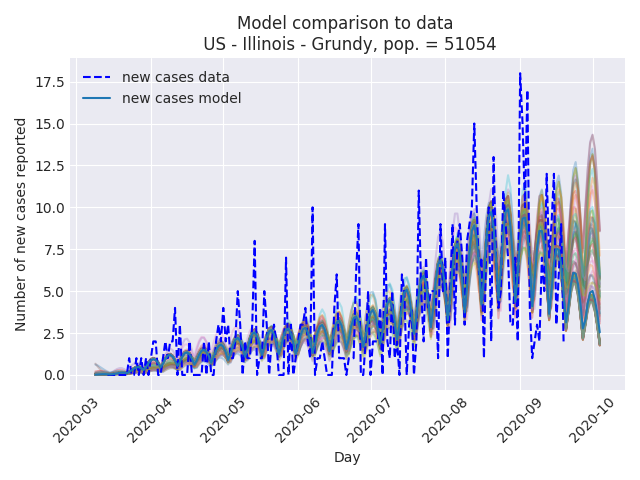 Model comparison to data
US - Illinois - Grundy, pop. = 51054
new cases data
new cases model
Number of new cases reported
17.5
15.0
12.5
10.0
7.5
5.0
2.5
0.0
2020-03
2020-04
2020-05
2020-06
2020-07
2020-08
2020-09
2020-10
Day